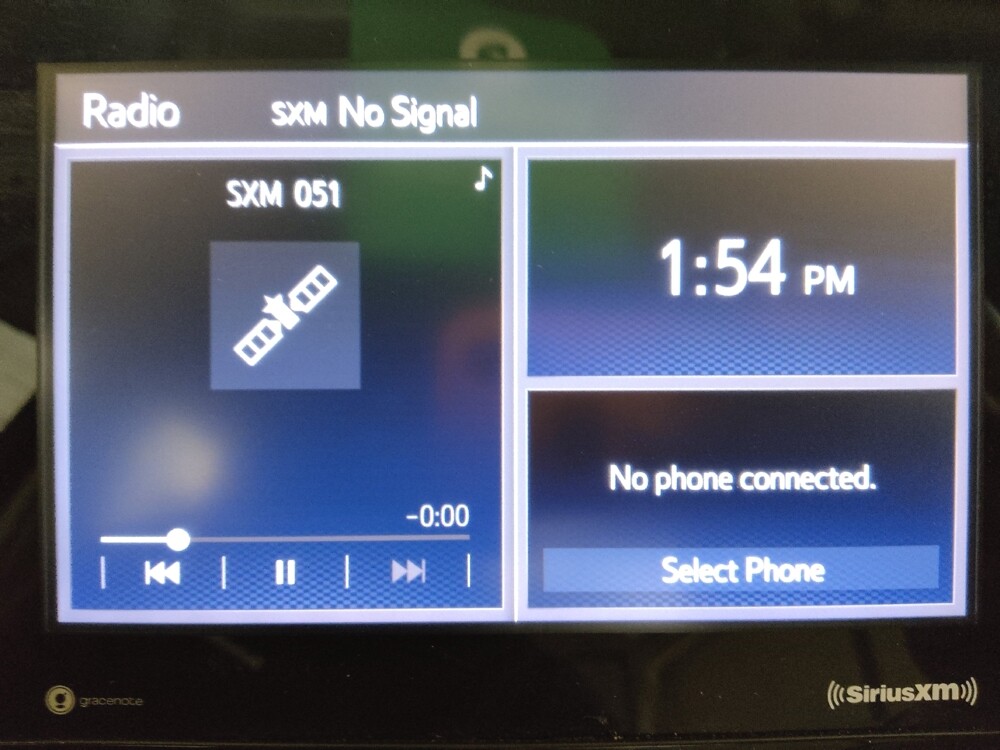 Radio
SXM No Signal
SXM 051
1:54 PM
-0:00
No phone connected.
Select Phone
gracenote
SiriusXM